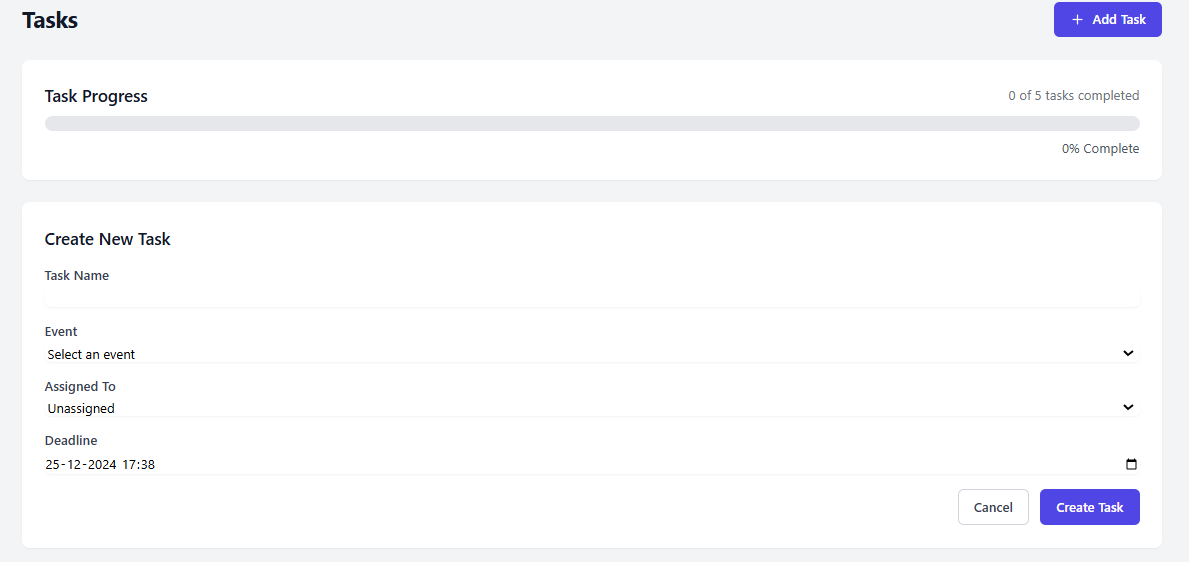 Tasks
+ Add Task
Task Progress
0 of 5 tasks completed
0% Complete
Create New Task
Task Name
Event
Select an event
Assigned To
Unassigned
Deadline
25-12-2024 17:38
Cancel
Create Task